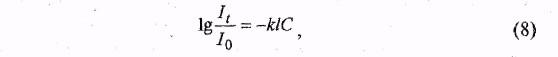 lg I_t / I_0 = -klC, (8)